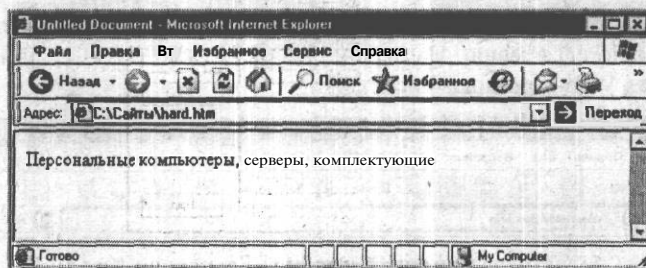 Untitled Document - Microsoft Internet Explorer
Файл Правка Вт Избранное Сервис Справка
Назад Поиск Избранное »
Адрес: C:\Сайты\hard.htm Переход
Персональные компьютеры, серверы, комплектующие
Готово My Computer